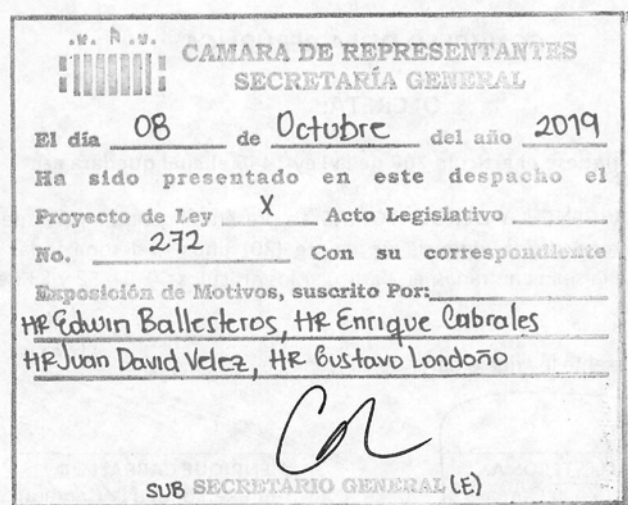 CAMARA DE REPRESENTANTES
SECRETARÍA GENERAL
El día 08 de Octubre del año 2019
Ha sido presentado en este despacho el
Proyecto de Ley X Acto Legislativo
No. 272 Con su correspondiente
Exposición de Motivos, suscrito Por:
HR Edwin Ballesteros, HR Enrique Cabrales
HR Juan David Velez, HR Gustavo Londoño
SUB SECRETARIO GENERAL (E)